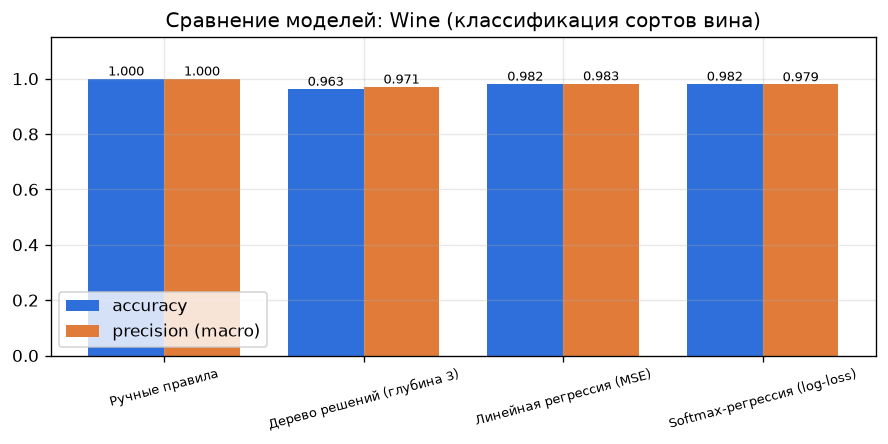 Сравнение моделей: Wine (классификация сортов вина)
1.0
0.8
0.6
0.4
0.2
0.0
1.000
1.000
0.963
0.971
0.982
0.983
0.982
0.979
accuracy
precision (macro)
Ручные правила
Дерево решений (глубина 3)
Линейная регрессия (MSE)
Softmax-регрессия (log-loss)